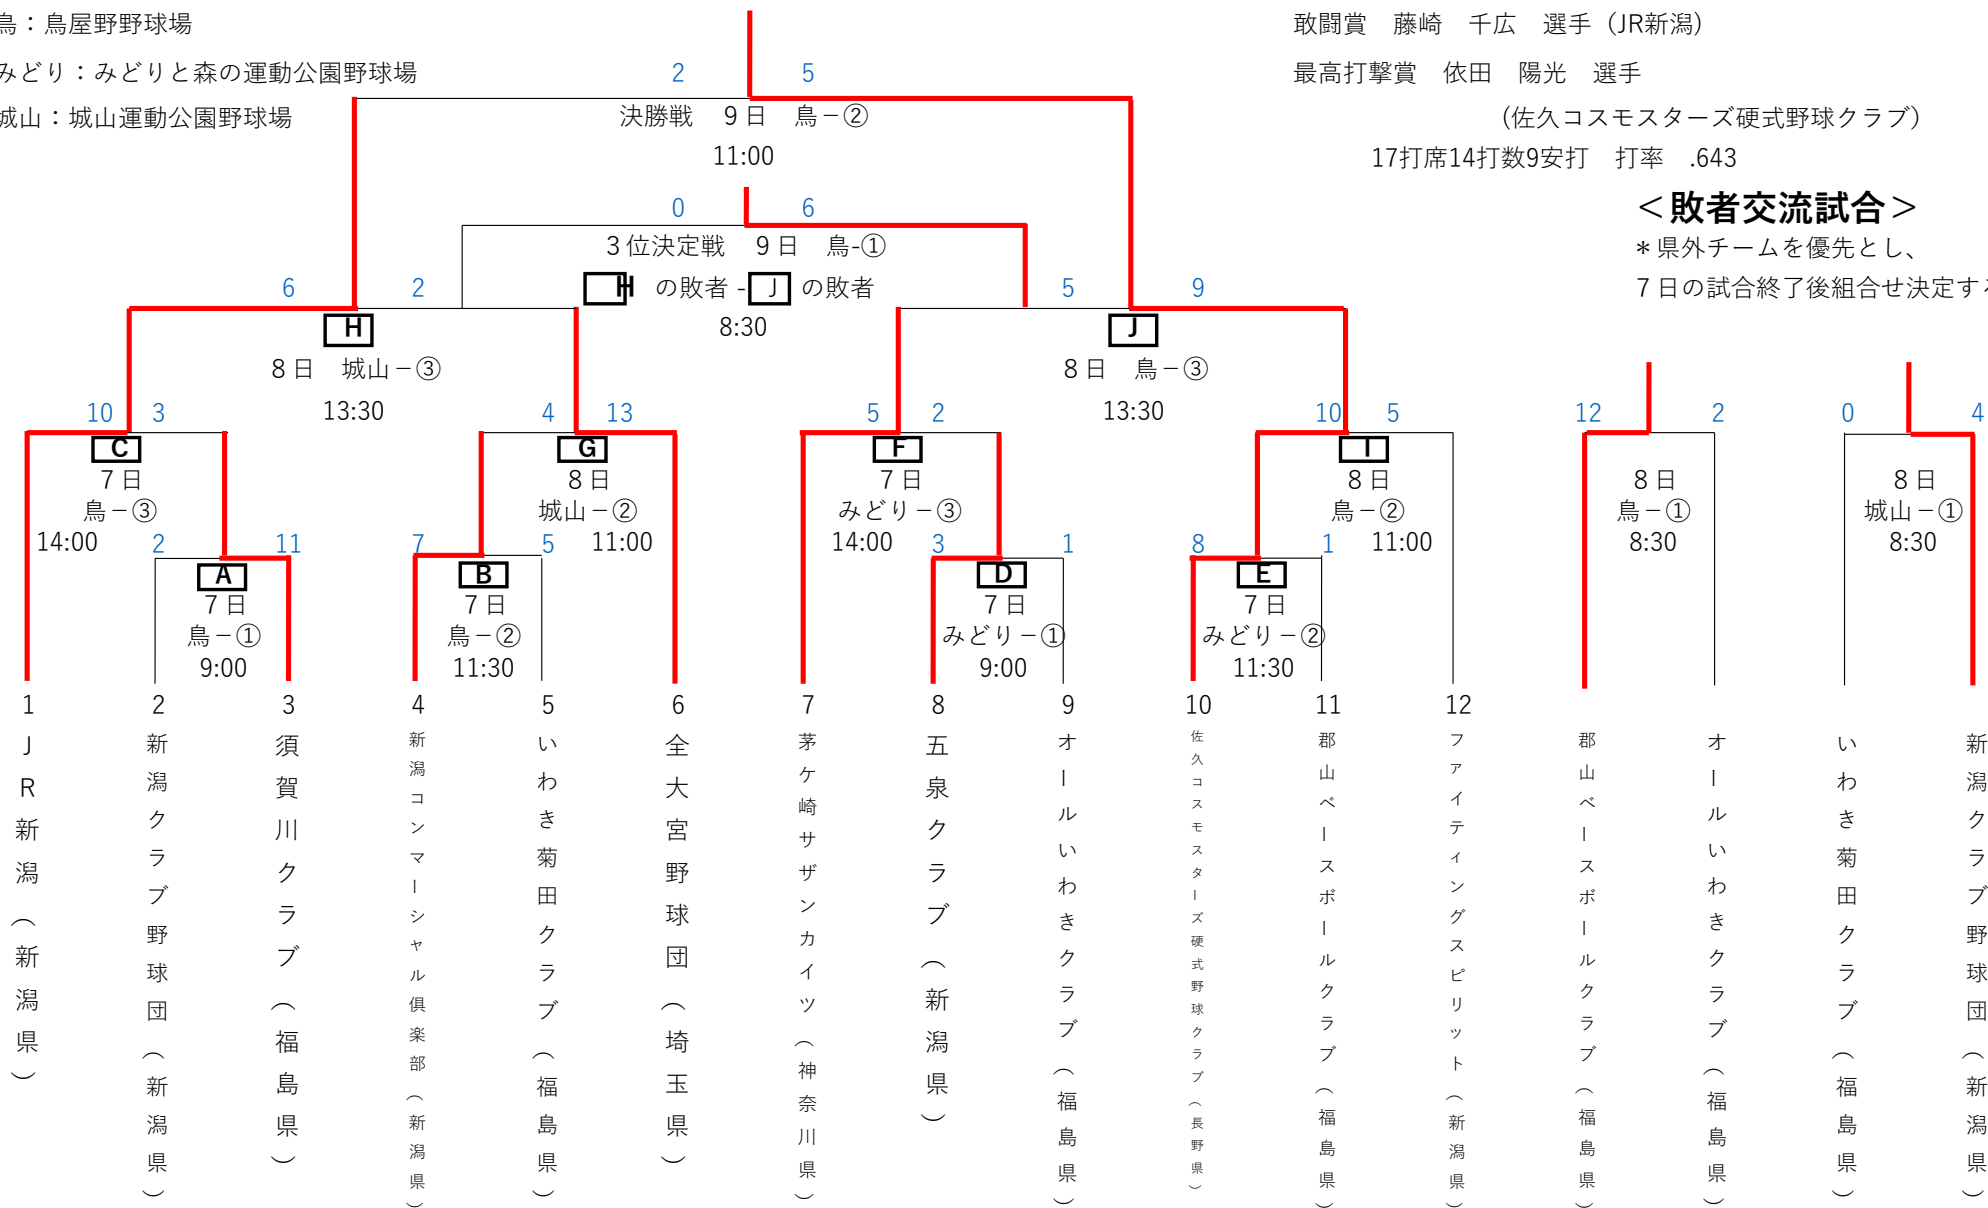 鳥：鳥屋野野球場
みどり：みどりと森の運動公園野球場
城山：城山運動公園野球場
敢闘賞　藤崎　千広　選手（JR新潟）
最高打撃賞　依田　陽光　選手
（佐久コスモスターズ硬式野球クラブ）
17打席14打数9安打　打率　.643
＜敗者交流試合＞
＊県外チームを優先とし、
7日の試合終了後組合せ決定する
2 5
決勝戦　9日　鳥－②
11:00
0 6
3位決定戦　9日　鳥-①
H の敗者 - J の敗者
8:30
6 2
H
8日　城山－③
13:30
5 9
J
8日　鳥－③
13:30
10 3
C
7日
鳥－③
14:00
4 13
G
8日
城山－②
11:00
5 2
F
7日
みどり－③
14:00
10 5
I
8日
鳥－②
11:00
12 2
8日
鳥－①
8:30
0 4
8日
城山－①
8:30
2 11
A
7日
鳥－①
9:00
7 5
B
7日
鳥－②
11:30
3 1
D
7日
みどり－①
9:00
8 1
E
7日
みどり－②
11:30
1
JR新潟（新潟県）
2
新潟クラブ野球団（新潟県）
3
須賀川クラブ（福島県）
4
新潟コンマーシャル倶楽部（新潟県）
5
いわき菊田クラブ（福島県）
6
全大宮野球団（埼玉県）
7
茅ケ崎サザンカイツ（神奈川県）
8
五泉クラブ（新潟県）
9
オールいわきクラブ（福島県）
10
佐久コスモスターズ硬式野球クラブ（長野県）
11
郡山ベースボールクラブ（福島県）
12
ファイティングスピリット（新潟県）
郡山ベースボールクラブ（福島県）
オールいわきクラブ（福島県）
いわき菊田クラブ（福島県）
新潟クラブ野球団（新潟県）